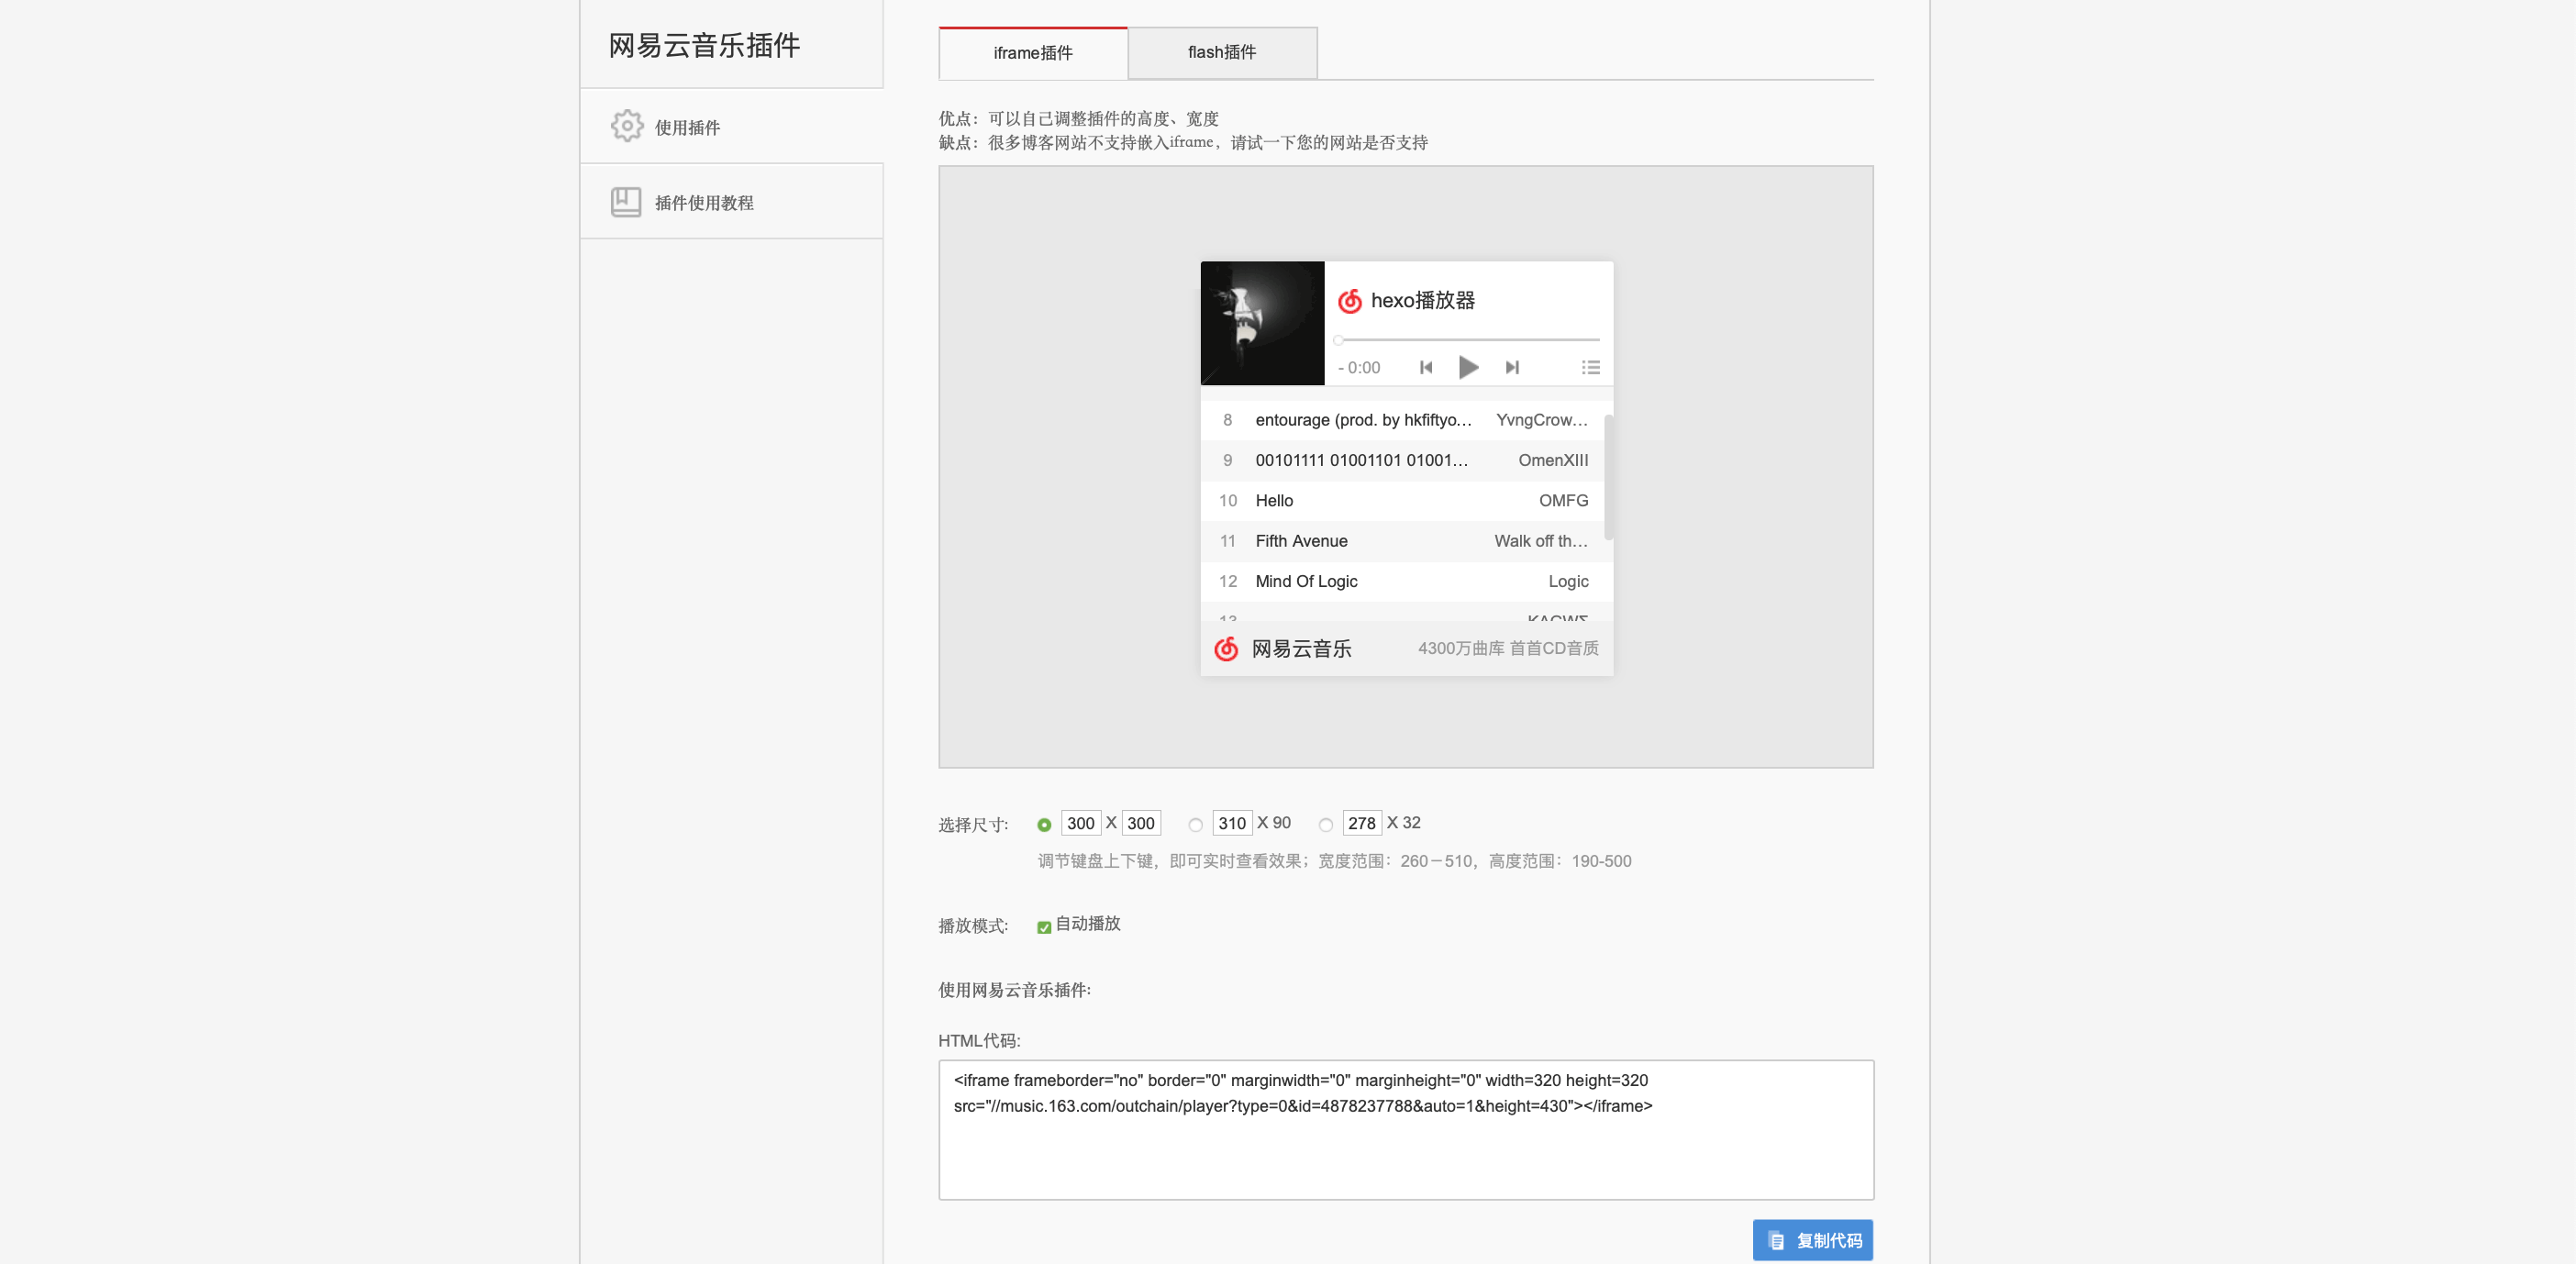 网易云音乐插件
使用插件
插件使用教程
iframe插件
flash插件
优点：可以自己调整插件的高度、宽度
缺点：很多博客网站不支持嵌入iframe，请试一下您的网站是否支持
hexo播放器
- 0:00
8 entourage (prod. by hkfiftyo… YvngCrow…
9 00101111 01001101 01001… OmenXIII
10 Hello OMFG
11 Fifth Avenue Walk off th…
12 Mind Of Logic Logic
网易云音乐 4300万曲库 首首CD音质
选择尺寸: 300 X 300 310 X 90 278 X 32
调节键盘上下键，即可实时查看效果；宽度范围：260－510，高度范围：190-500
播放模式: 自动播放
使用网易云音乐插件:
HTML代码:
<iframe frameborder="no" border="0" marginwidth="0" marginheight="0" width=320 height=320
src="//music.163.com/outchain/player?type=0&id=4878237788&auto=1&height=430"></iframe>
复制代码